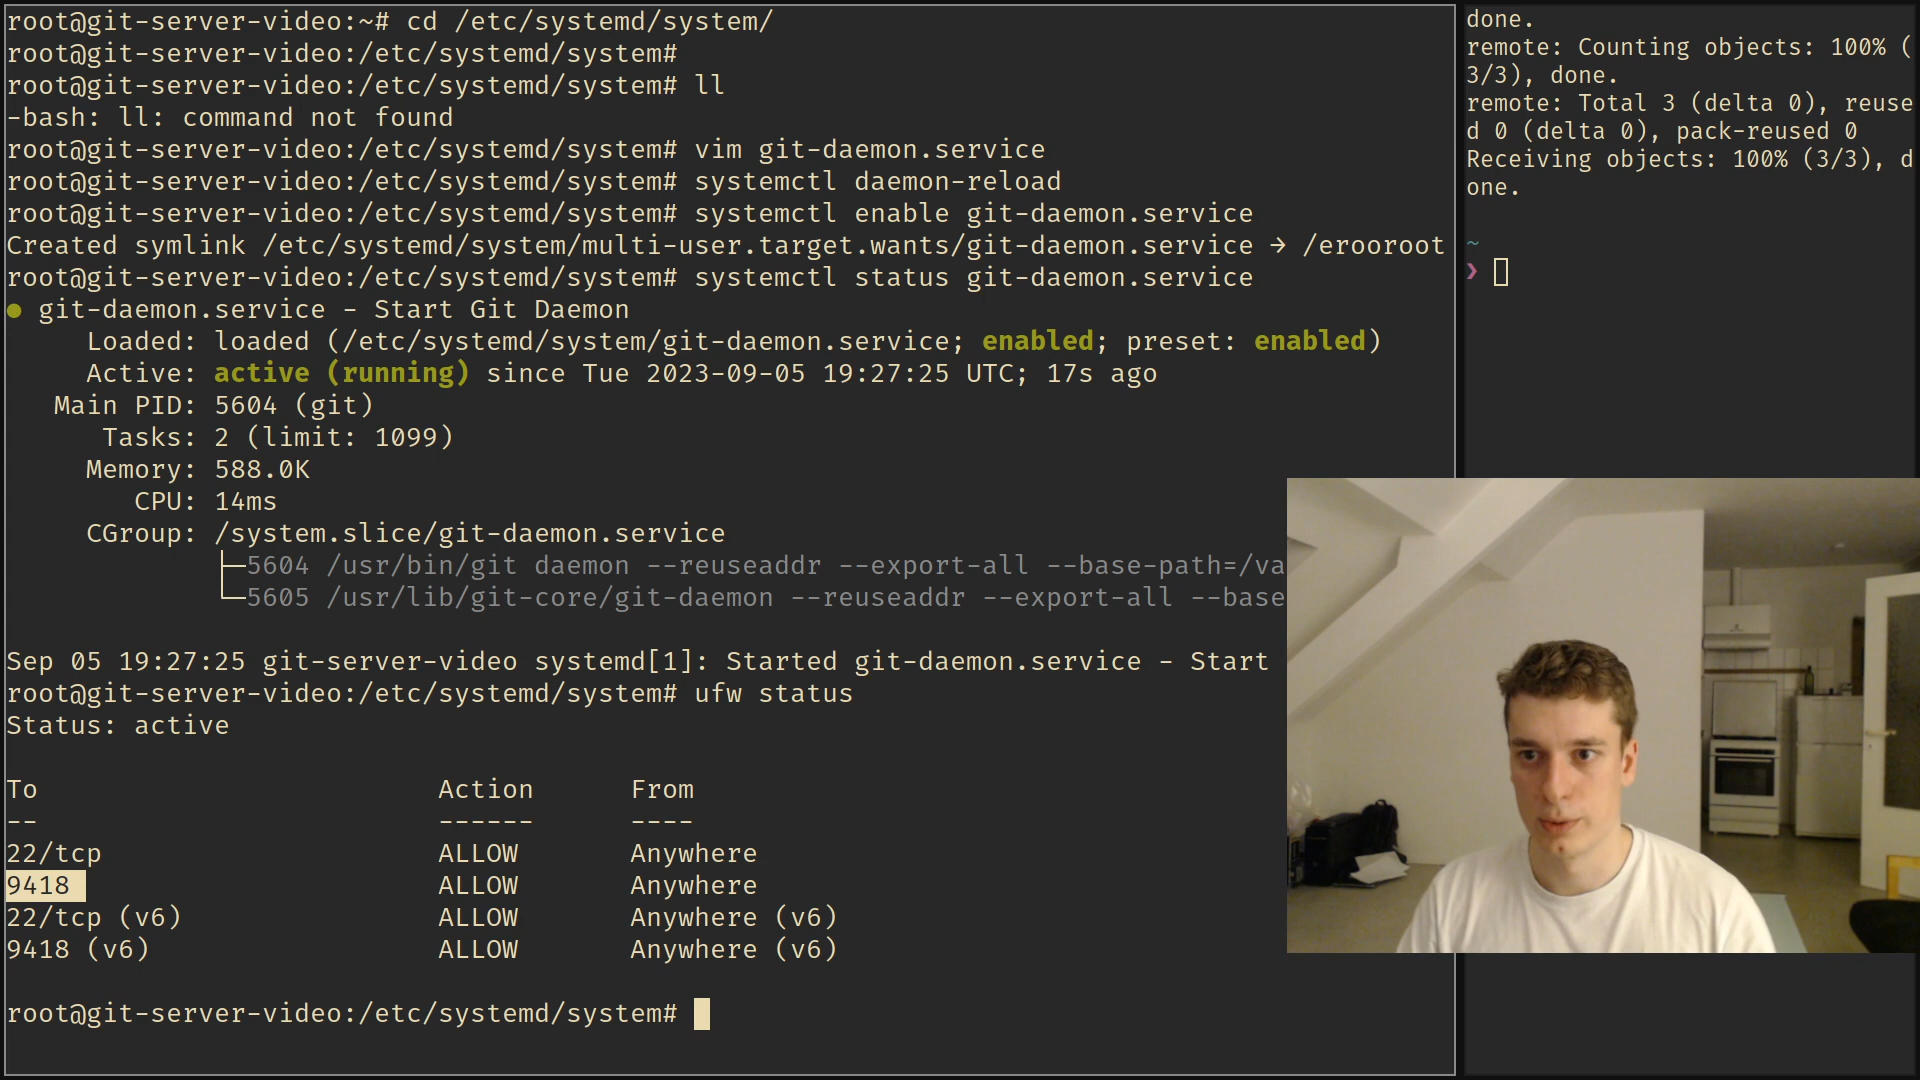 root@git-server-video:~# cd /etc/systemd/system/
root@git-server-video:/etc/systemd/system#
root@git-server-video:/etc/systemd/system# ll
-bash: ll: command not found
root@git-server-video:/etc/systemd/system# vim git-daemon.service
root@git-server-video:/etc/systemd/system# systemctl daemon-reload
root@git-server-video:/etc/systemd/system# systemctl enable git-daemon.service
Created symlink /etc/systemd/system/multi-user.target.wants/git-daemon.service → /erooroot
root@git-server-video:/etc/systemd/system# systemctl status git-daemon.service
● git-daemon.service - Start Git Daemon
Loaded: loaded (/etc/systemd/system/git-daemon.service; enabled; preset: enabled)
Active: active (running) since Tue 2023-09-05 19:27:25 UTC; 17s ago
Main PID: 5604 (git)
Tasks: 2 (limit: 1099)
Memory: 588.0K
CPU: 14ms
CGroup: /system.slice/git-daemon.service
├─5604 /usr/bin/git daemon --reuseaddr --export-all --base-path=/va
└─5605 /usr/lib/git-core/git-daemon --reuseaddr --export-all --base
Sep 05 19:27:25 git-server-video systemd[1]: Started git-daemon.service - Start
root@git-server-video:/etc/systemd/system# ufw status
Status: active
To Action From
-- ------ ----
22/tcp ALLOW Anywhere
9418 ALLOW Anywhere
22/tcp (v6) ALLOW Anywhere (v6)
9418 (v6) ALLOW Anywhere (v6)
root@git-server-video:/etc/systemd/system#
done.
remote: Counting objects: 100% (
3/3), done.
remote: Total 3 (delta 0), reuse
d 0 (delta 0), pack-reused 0
Receiving objects: 100% (3/3), d
one.
~
❯